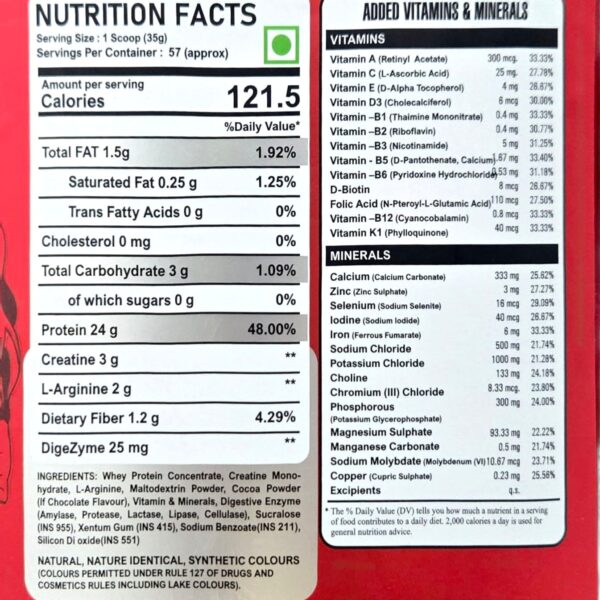 NUTRITION FACTS
Serving Size : 1 Scoop (35g)
Servings Per Container : 57 (approx)
Amount per serving
Calories 121.5
%Daily Value*
Total FAT 1.5g 1.92%
Saturated Fat 0.25 g 1.25%
Trans Fatty Acids 0 g 0%
Cholesterol 0 mg 0%
Total Carbohydrate 3 g 1.09%
of which sugars 0 g 0%
Protein 24 g 48.00%
Creatine 3 g **
L-Arginine 2 g **
Dietary Fiber 1.2 g 4.29%
DigeZyme 25 mg **
INGREDIENTS: Whey Protein Concentrate, Creatine Mono-
hydrate, L-Arginine, Maltodextrin Powder, Cocoa Powder
(If Chocolate Flavour), Vitamin & Minerals, Digestive Enzyme
(Amylase, Protease, Lactase, Lipase, Cellulase), Sucralose
(INS 955), Xentum Gum (INS 415), Sodium Benzoate(INS 211),
Silicon Di oxide(INS 551)
NATURAL, NATURE IDENTICAL, SYNTHETIC COLOURS
(COLOURS PERMITTED UNDER RULE 127 OF DRUGS AND
COSMETICS RULES INCLUDING LAKE COLOURS).
ADDED VITAMINS & MINERALS
VITAMINS
Vitamin A (Retinyl Acetate) 300 mcg. 33.33%
Vitamin C (L-Ascorbic Acid) 25 mg. 27.78%
Vitamin E (D-Alpha Tocopherol) 4 mg 26.67%
Vitamin D3 (Cholecalciferol) 6 mcg 30.00%
Vitamin –B1 (Thaimine Mononitrate) 0.4 mg 33.33%
Vitamin –B2 (Riboflavin) 0.4 mg 30.77%
Vitamin –B3 (Nicotinamide) 5 mg 31.25%
Vitamin - B5 (D-Pantothenate, Calcium) 1.67 mg 33.40%
Vitamin –B6 (Pyridoxine Hydrochloride) 0.53 mg 31.18%
D-Biotin 8 mcg 26.67%
Folic Acid (N-Pteroyl-L-Glutamic Acid) 110 mcg 27.50%
Vitamin –B12 (Cyanocobalamin) 0.8 mcg 33.33%
Vitamin K1 (Phylloquinone) 40 mcg 33.33%
MINERALS
Calcium (Calcium Carbonate) 333 mg 25.62%
Zinc (Zinc Sulphate) 3 mg 27.27%
Selenium (Sodium Selenite) 16 mcg 29.09%
Iodine (Sodium Iodide) 40 mcg 26.67%
Iron (Ferrous Fumarate) 6 mg 33.33%
Sodium Chloride 500 mg 21.74%
Potassium Chloride 1000 mg 21.28%
Choline 133 mg 24.18%
Chromium (III) Chloride 8.33 mcg. 23.80%
Phosphorous 300 mg 24.00%
(Potassium Glycerophosphate)
Magnesium Sulphate 93.33 mg 22.22%
Manganese Carbonate 0.5 mg 21.74%
Sodium Molybdate (Molybdenum (VI) 10.67 mcg 23.71%
Copper (Cupric Sulphate) 0.23 mg 25.56%
Excipients q.s.
* The % Daily Value (DV) tells you how much a nutrient in a serving
of food contributes to a daily diet. 2,000 calories a day is used for
general nutrition advice.